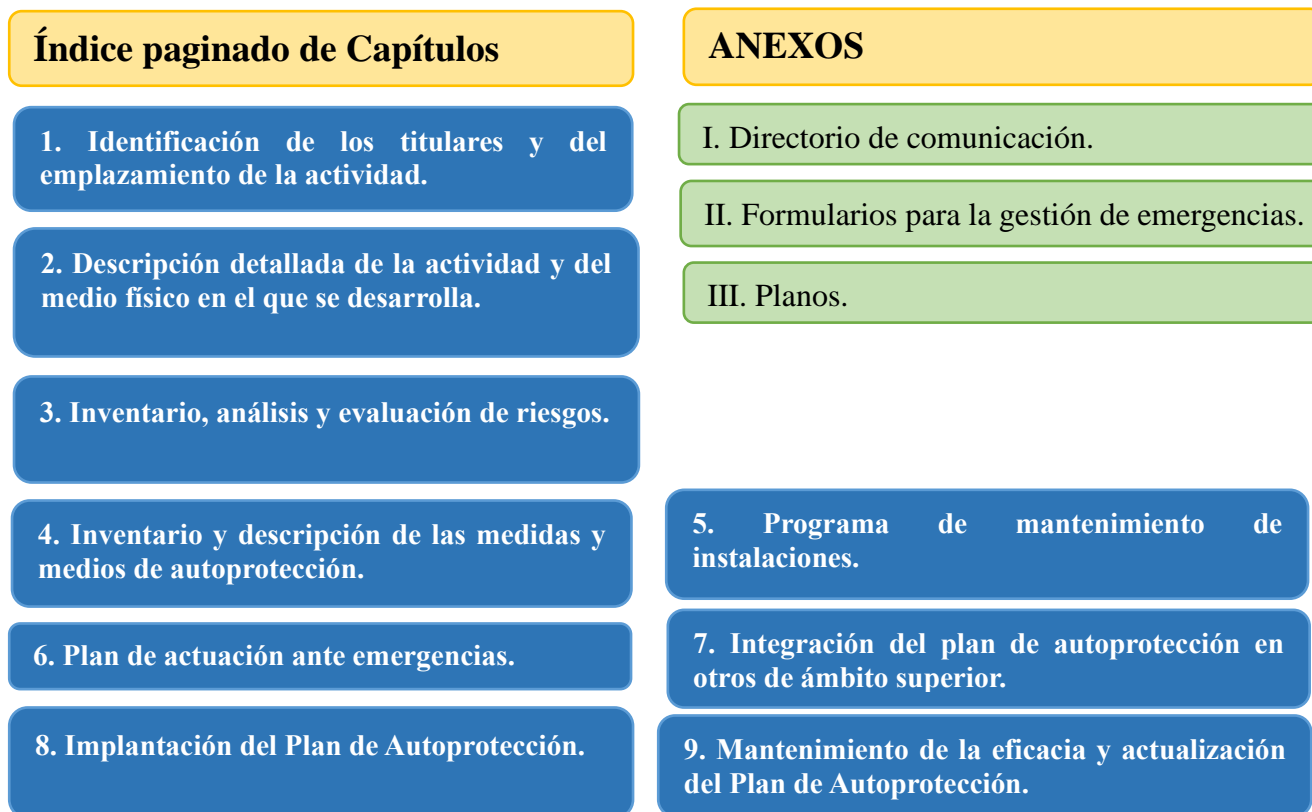 Índice paginado de Capítulos
ANEXOS
1. Identificación de los titulares y del
emplazamiento de la actividad.
I. Directorio de comunicación.
II. Formularios para la gestión de emergencias.
2. Descripción detallada de la actividad y del
medio físico en el que se desarrolla.
III. Planos.
3. Inventario, análisis y evaluación de riesgos.
4. Inventario y descripción de las medidas y
medios de autoprotección.
5. Programa de mantenimiento de
instalaciones.
6. Plan de actuación ante emergencias.
7. Integración del plan de autoprotección en
otros de ámbito superior.
8. Implantación del Plan de Autoprotección.
9. Mantenimiento de la eficacia y actualización
del Plan de Autoprotección.